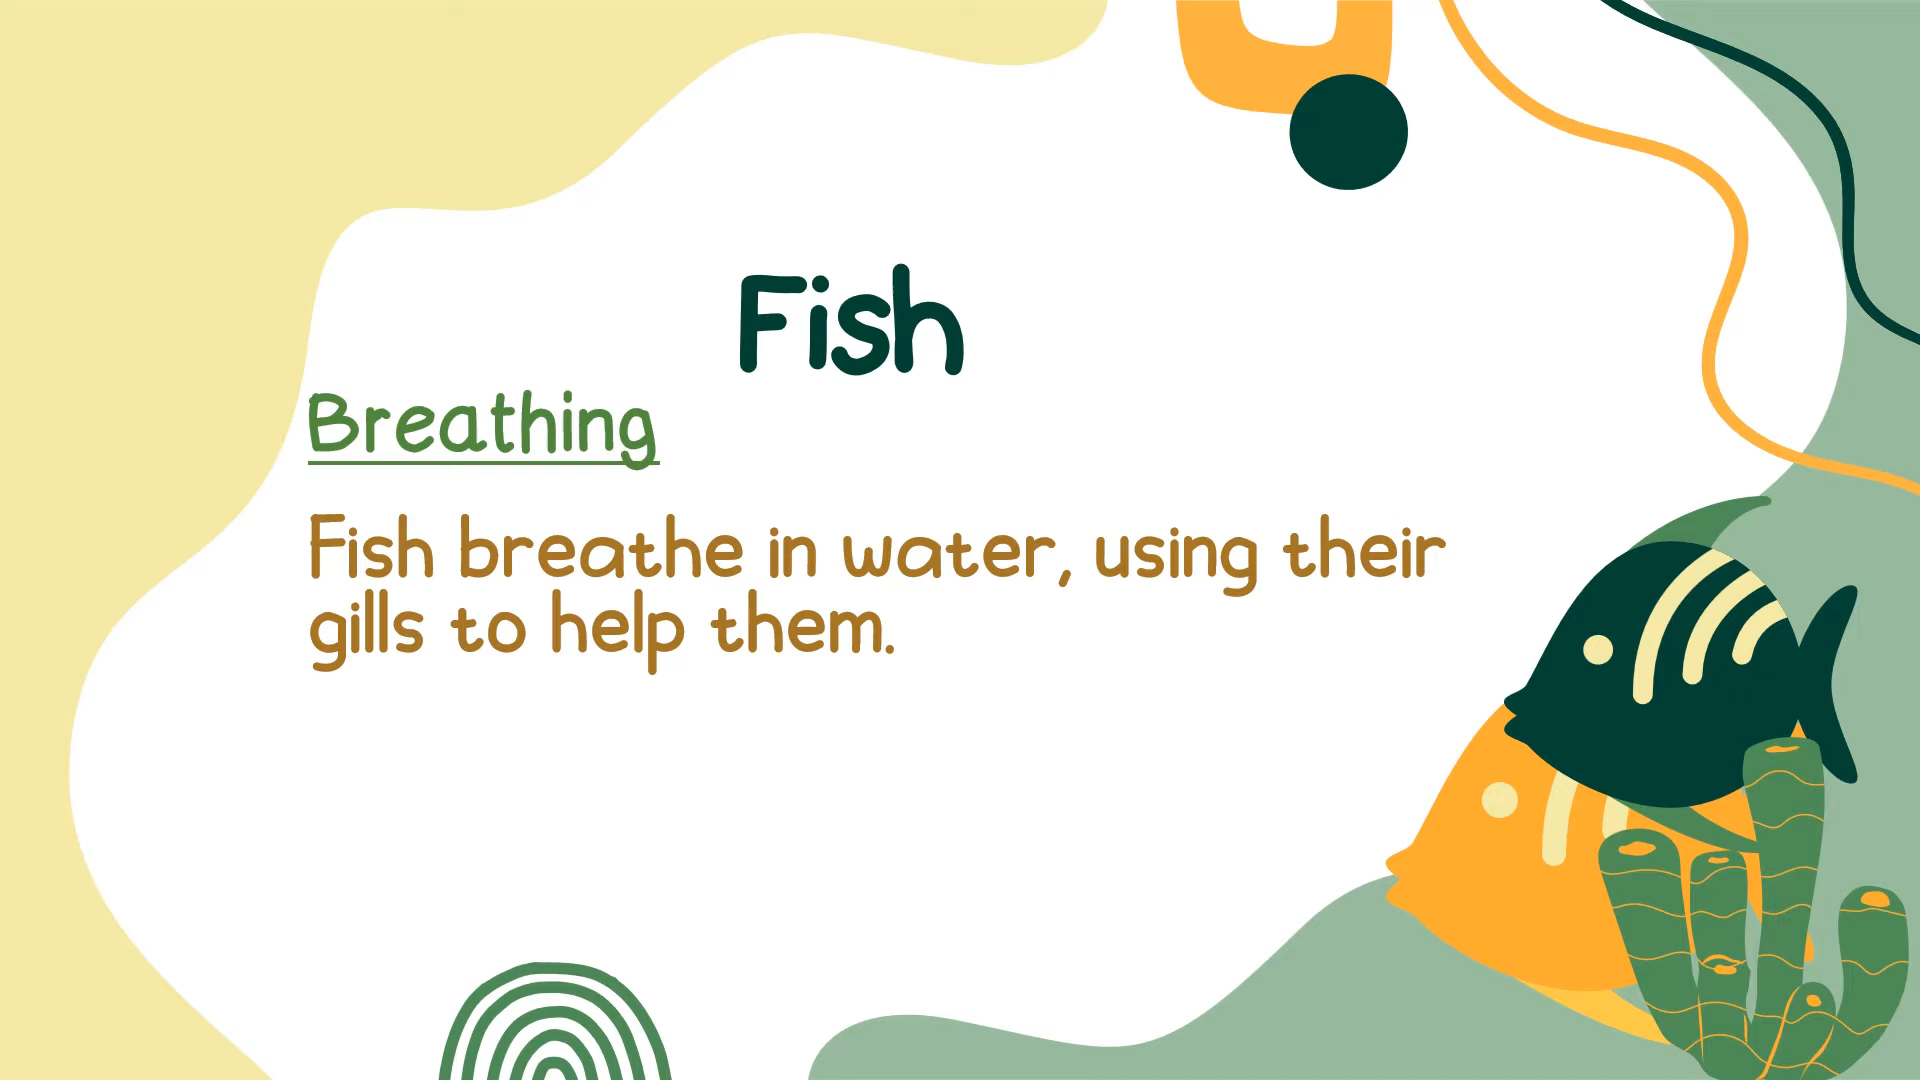 Fish
Breathing
Fish breathe in water, using their
gills to help them.